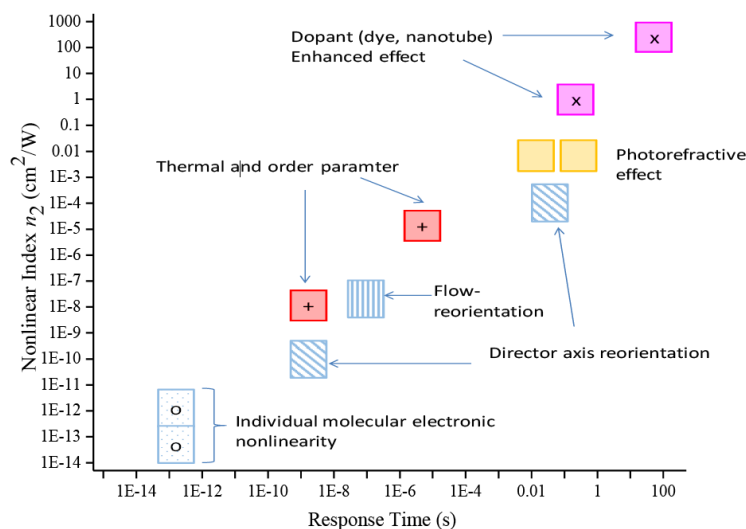 1000
100
10
1
0.1
0.01
1E-3
1E-4
1E-5
1E-6
1E-7
1E-8
1E-9
1E-10
1E-11
1E-12
1E-13
1E-14
Nonlinear Index n2 (cm2/W)
Dopant (dye, nanotube)
Enhanced effect
x
x
Thermal and order paramter
Photorefractive
effect
+
+
Flow-
reorientation
Director axis reorientation
o
o
Individual molecular electronic
nonlinearity
1E-14
1E-12
1E-10
1E-8
1E-6
1E-4
0.01
1
100
Response Time (s)